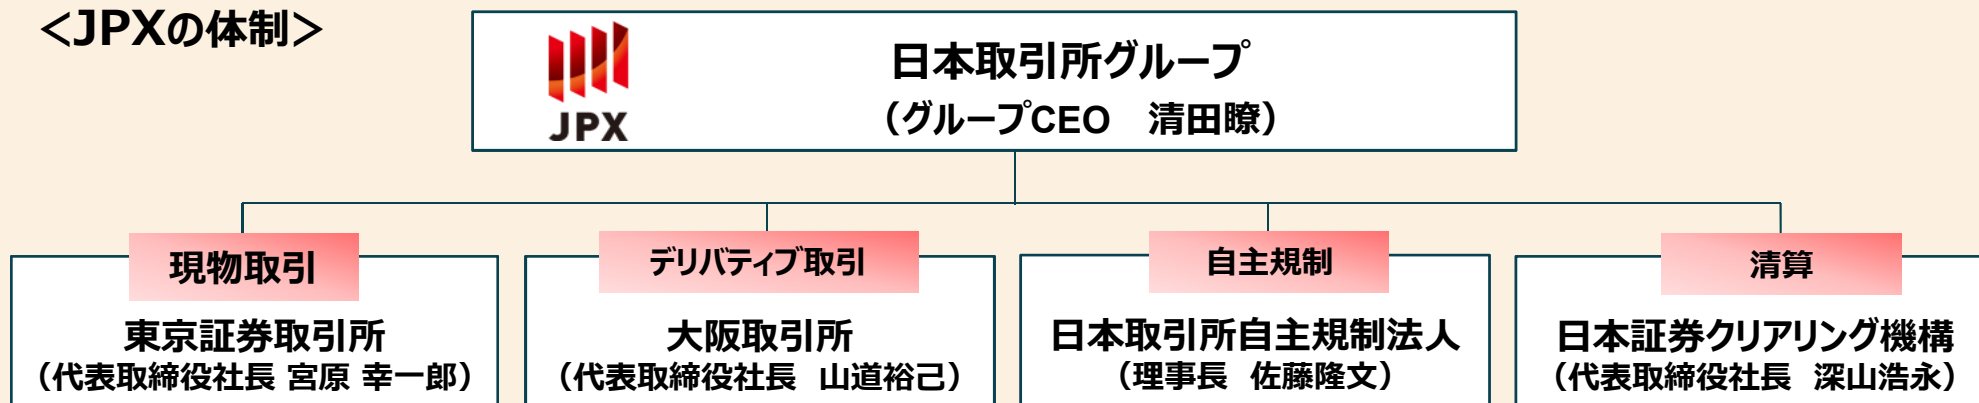 ＜JPXの体制＞
JPX
日本取引所グループ
（グループCEO　清田瞭）
現物取引
東京証券取引所
（代表取締役社長 宮原 幸一郎）
デリバティブ取引
大阪取引所
（代表取締役社長　山道裕己）
自主規制
日本取引所自主規制法人
（理事長　佐藤隆文）
清算
日本証券クリアリング機構
（代表取締役社長　深山浩永）